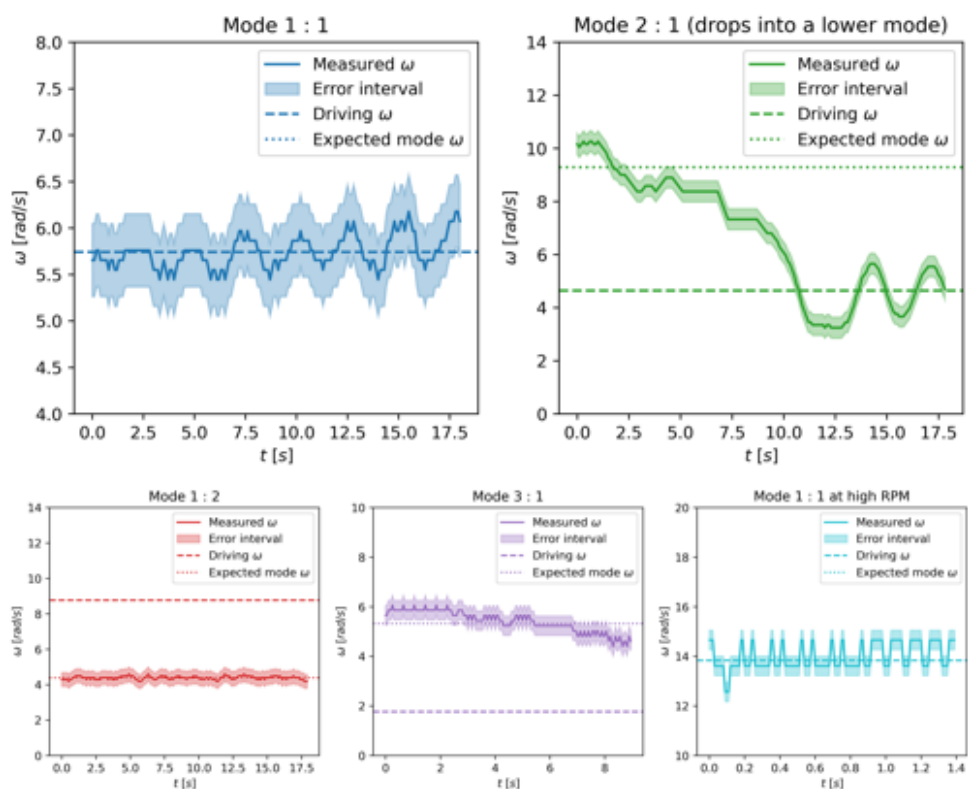 Mode 1 : 1
8.0
7.5
7.0
6.5
6.0
5.5
5.0
4.5
4.0
ω [rad/s]
Measured ω
Error interval
Driving ω
Expected mode ω
0.0 2.5 5.0 7.5 10.0 12.5 15.0 17.5
t [s]
Mode 2 : 1 (drops into a lower mode)
14
12
10
8
6
4
2
0
ω [rad/s]
Measured ω
Error interval
Driving ω
Expected mode ω
0.0 2.5 5.0 7.5 10.0 12.5 15.0 17.5
t [s]
Mode 1 : 2
14
12
10
8
6
4
2
0
ω [rad/s]
Measured ω
Error interval
Driving ω
Expected mode ω
0.0 2.5 5.0 7.5 10.0 12.5 15.0 17.5
t [s]
Mode 3 : 1
10
8
6
4
2
0
ω [rad/s]
Measured ω
Error interval
Driving ω
Expected mode ω
0 2 4 6 8
t [s]
Mode 1 : 1 at high RPM
20
18
16
14
12
10
ω [rad/s]
Measured ω
Error interval
Driving ω
Expected mode ω
0.0 0.2 0.4 0.6 0.8 1.0 1.2 1.4
t [s]